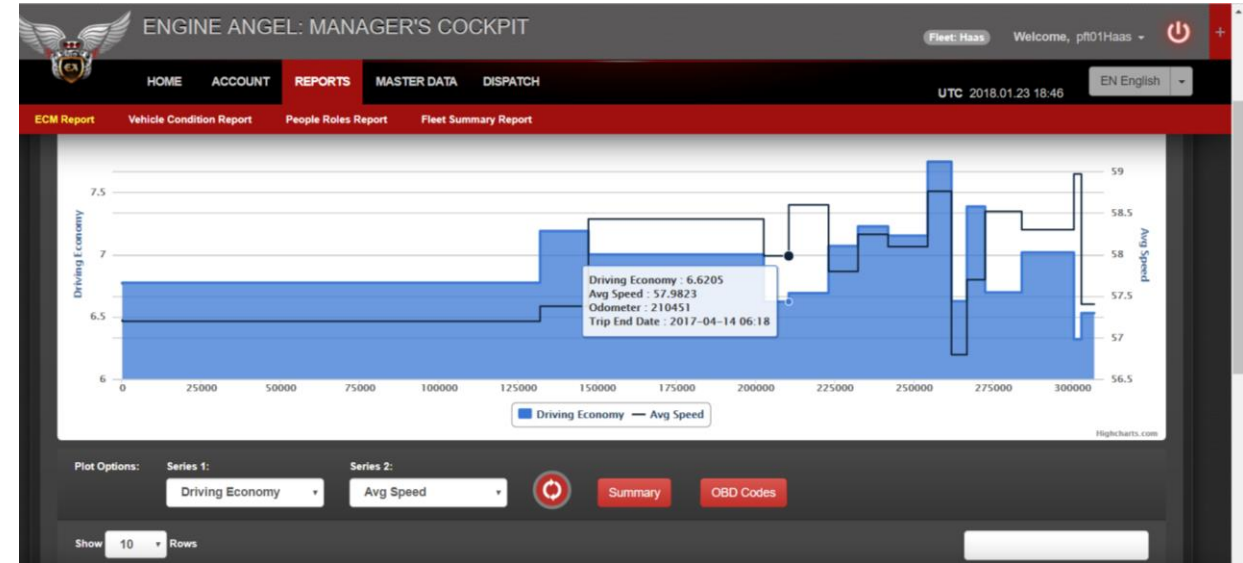 ENGINE ANGEL: MANAGER'S COCKPIT
Fleet: Haas
Welcome, pft01Haas
+
EX
HOME ACCOUNT REPORTS MASTER DATA DISPATCH
UTC 2018.01.23 18:46
EN English
ECM Report Vehicle Condition Report People Roles Report Fleet Summary Report
Driving Economy
7.5
7
6.5
6
59
58.5
58
57.5
57
56.5
Avg Speed
Driving Economy : 6.6205
Avg Speed : 57.9823
Odometer : 210451
Trip End Date : 2017-04-14 06:18
0 25000 50000 75000 100000 125000 150000 175000 200000 225000 250000 275000 300000
Driving Economy Avg Speed
Highcharts.com
Plot Options: Series 1: Series 2:
Driving Economy Avg Speed Summary OBD Codes
Show 10 Rows